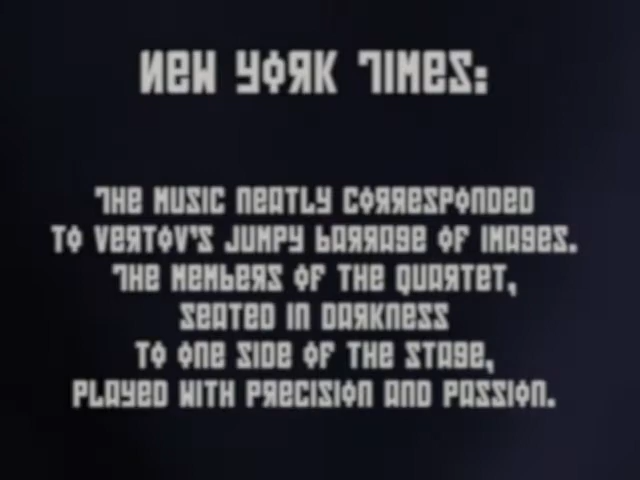 NEW YORK TIMES:
THE MUSIC NEATLY CORRESPONDED
TO VERTOV'S JUMPY BARRAGE OF IMAGES.
THE MEMBERS OF THE QUARTET,
SEATED IN DARKNESS
TO ONE SIDE OF THE STAGE,
PLAYED WITH PRECISION AND PASSION.